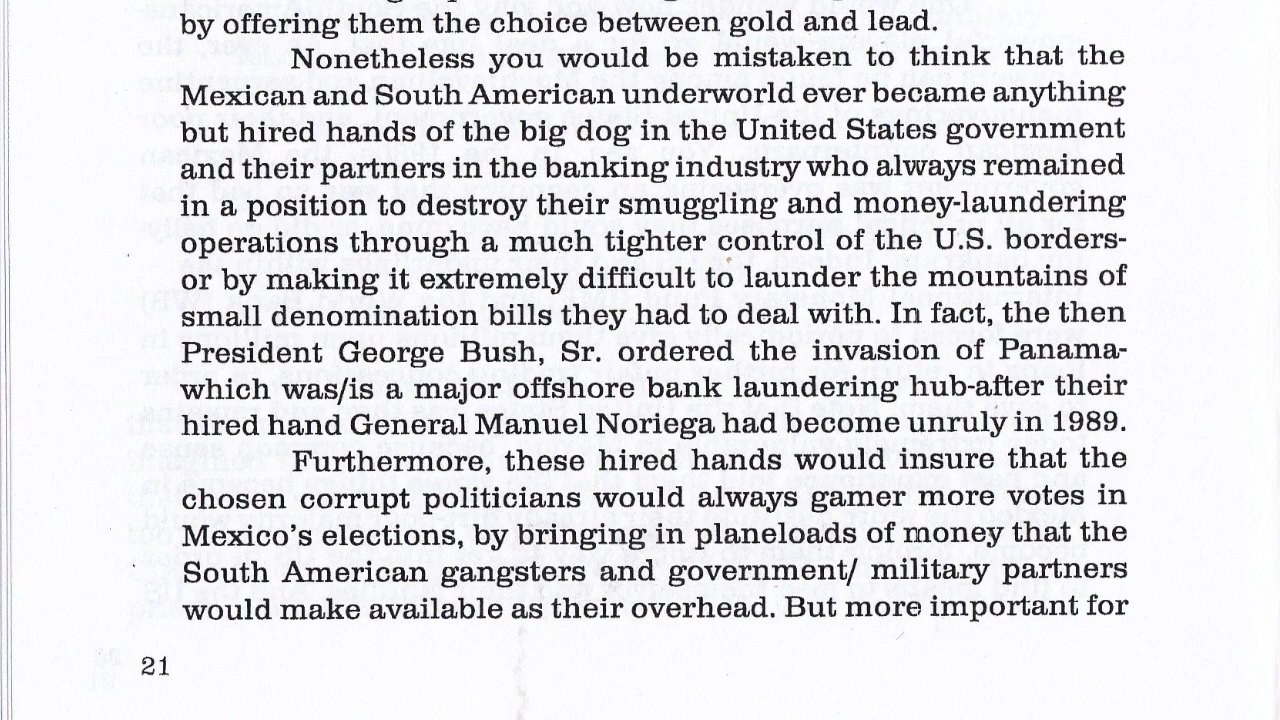 by offering them the choice between gold and lead.
Nonetheless you would be mistaken to think that the
Mexican and South American underworld ever became anything
but hired hands of the big dog in the United States government
and their partners in the banking industry who always remained
in a position to destroy their smuggling and money-laundering
operations through a much tighter control of the U.S. borders-
or by making it extremely difficult to launder the mountains of
small denomination bills they had to deal with. In fact, the then
President George Bush, Sr. ordered the invasion of Panama-
which was/is a major offshore bank laundering hub-after their
hired hand General Manuel Noriega had become unruly in 1989.
Furthermore, these hired hands would insure that the
chosen corrupt politicians would always gamer more votes in
Mexico's elections, by bringing in planeloads of money that the
South American gangsters and government/ military partners
would make available as their overhead. But more important for
21